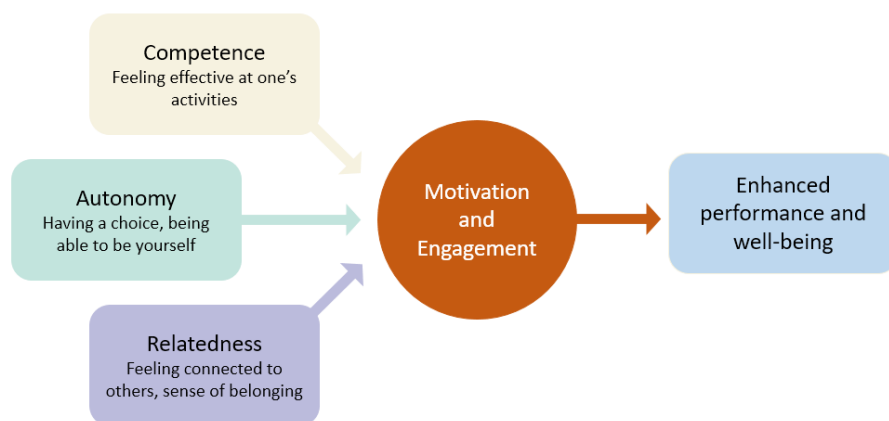 Competence
Feeling effective at one’s
activities
Autonomy
Having a choice, being
able to be yourself
Relatedness
Feeling connected to
others, sense of belonging
Motivation
and
Engagement
Enhanced
performance and
well-being